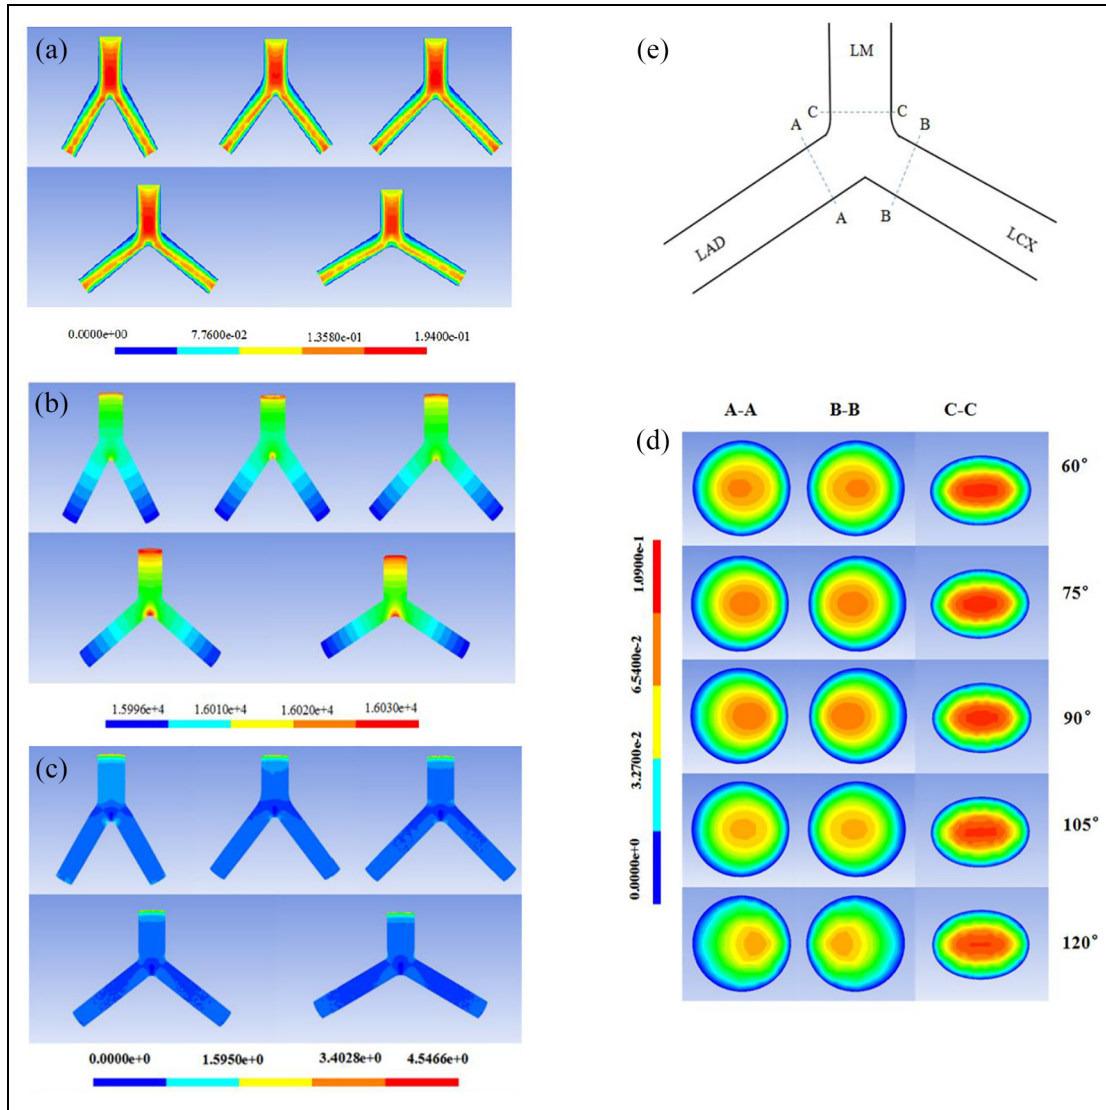 (a)
0.0000e+00 7.7600e-02 1.3580e-01 1.9400e-01
(b)
1.5996e+4 1.6010e+4 1.6020e+4 1.6030e+4
(c)
0.0000e+0 1.5950e+0 3.4028e+0 4.5466e+0
(e)
LM
C C
A B
A B
LAD LCX
(d)
A-A B-B C-C
60°
75°
90°
105°
120°
1.0900e-1
6.5400e-2
3.2700e-2
0.0000e+0